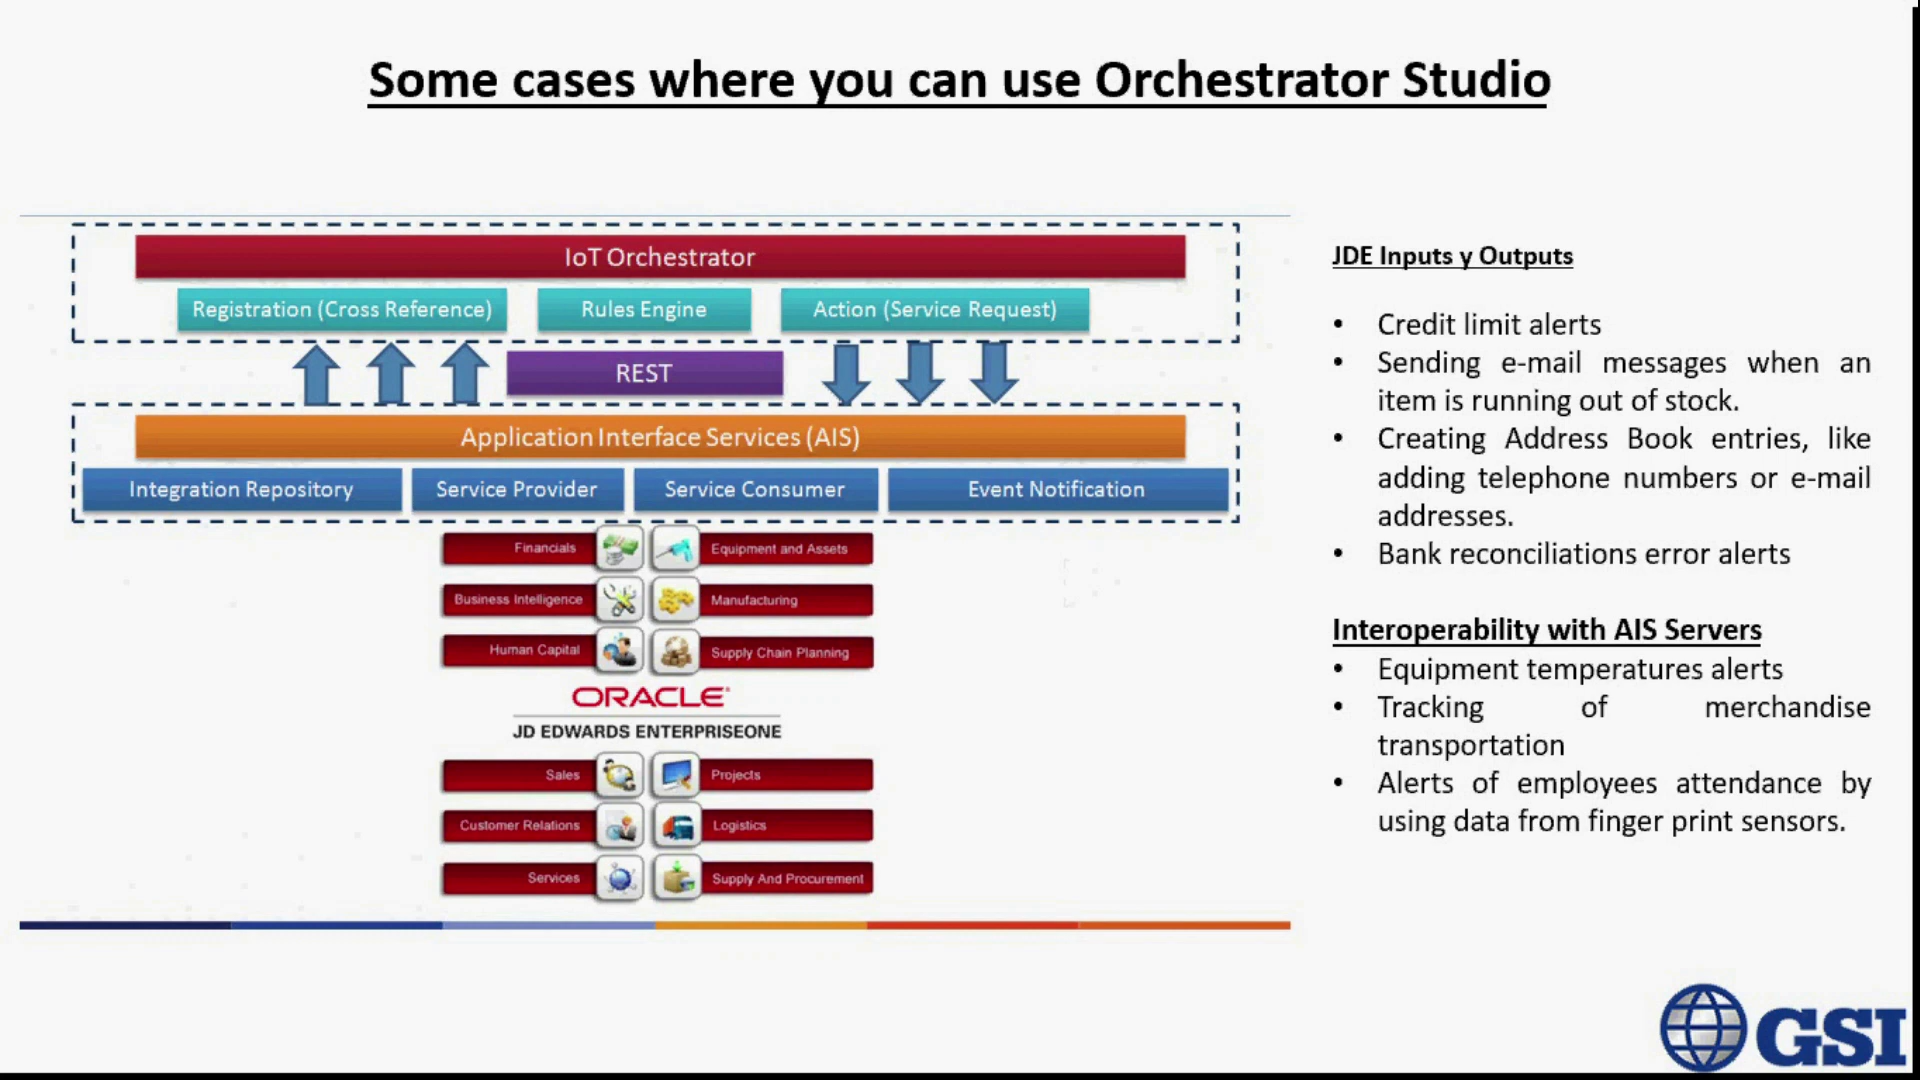 Some cases where you can use Orchestrator Studio
IoT Orchestrator
Registration (Cross Reference)
Rules Engine
Action (Service Request)
REST
Application Interface Services (AIS)
Integration Repository
Service Provider
Service Consumer
Event Notification
Financials
Equipment and Assets
Business Intelligence
Manufacturing
Human Capital
Supply Chain Planning
ORACLE
JD EDWARDS ENTERPRISEONE
Sales
Projects
Customer Relations
Logistics
Services
Supply And Procurement
JDE Inputs y Outputs
• Credit limit alerts
• Sending e-mail messages when an
item is running out of stock.
• Creating Address Book entries, like
adding telephone numbers or e-mail
addresses.
• Bank reconciliations error alerts
Interoperability with AIS Servers
• Equipment temperatures alerts
• Tracking of merchandise
transportation
• Alerts of employees attendance by
using data from finger print sensors.
GSI